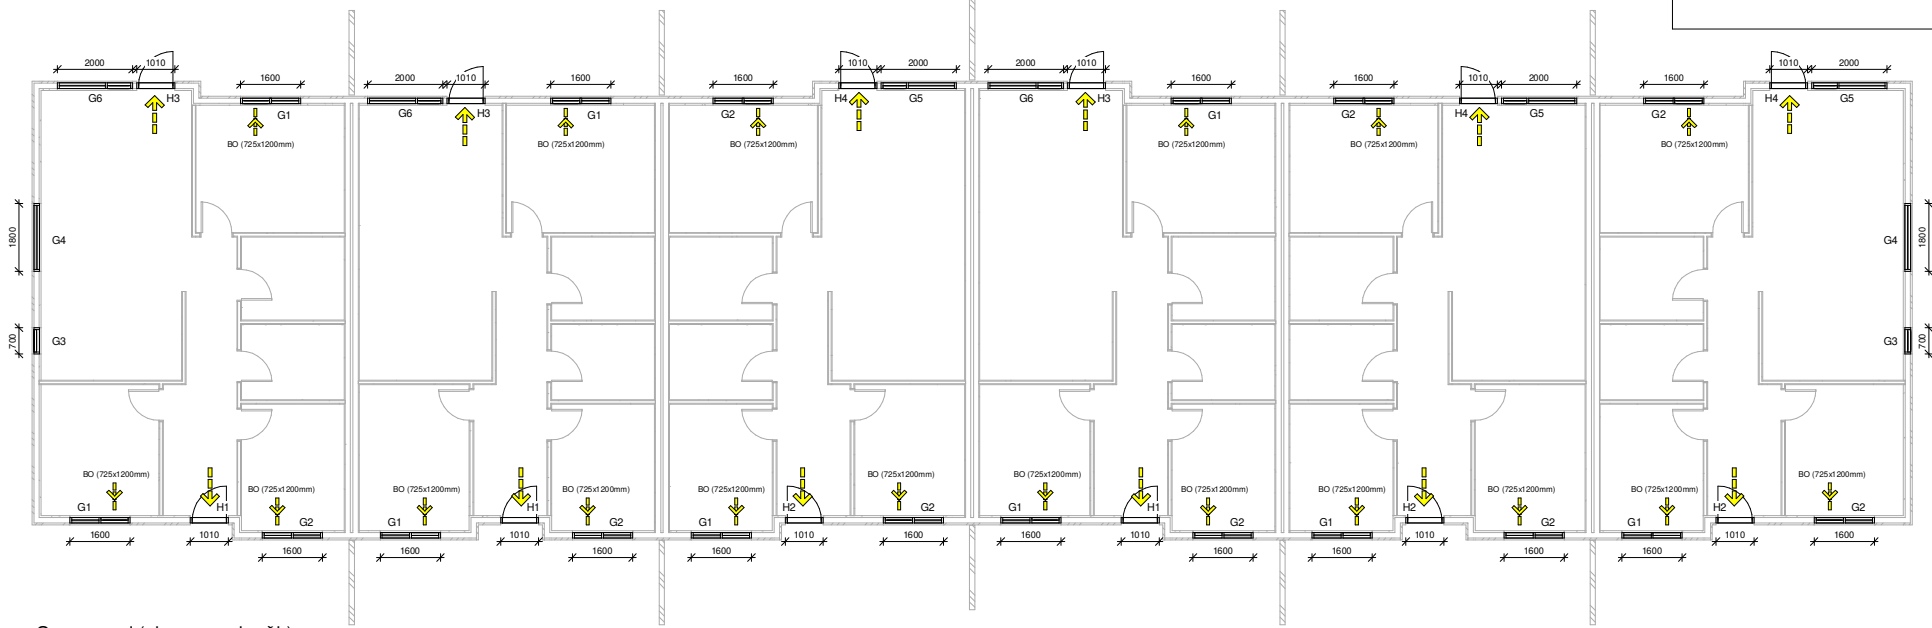 2000 1010 1600 2000 1010 1600 1600 1010 2000 2000 1010 1600 1600 1010 2000 1600 1010 2000
G6 H3 G1 G6 H3 G1 G2 H4 G5 G6 H3 G1 G2 H4 G5 G2 H4 G5
BO (725x1200mm) BO (725x1200mm) BO (725x1200mm) BO (725x1200mm) BO (725x1200mm) BO (725x1200mm)
1800 G4 G4 1800
700 G3 G3 700
BO (725x1200mm) BO (725x1200mm) BO (725x1200mm) BO (725x1200mm) BO (725x1200mm) BO (725x1200mm) BO (725x1200mm) BO (725x1200mm) BO (725x1200mm) BO (725x1200mm) BO (725x1200mm) BO (725x1200mm)
G1 H1 G2 G1 H1 G2 G1 H2 G2 G1 H1 G2 G1 H2 G2 G1 H2 G2
1600 1010 1600 1600 1010 1600 1600 1010 1600 1600 1010 1600 1600 1010 1600 1600 1010 1600